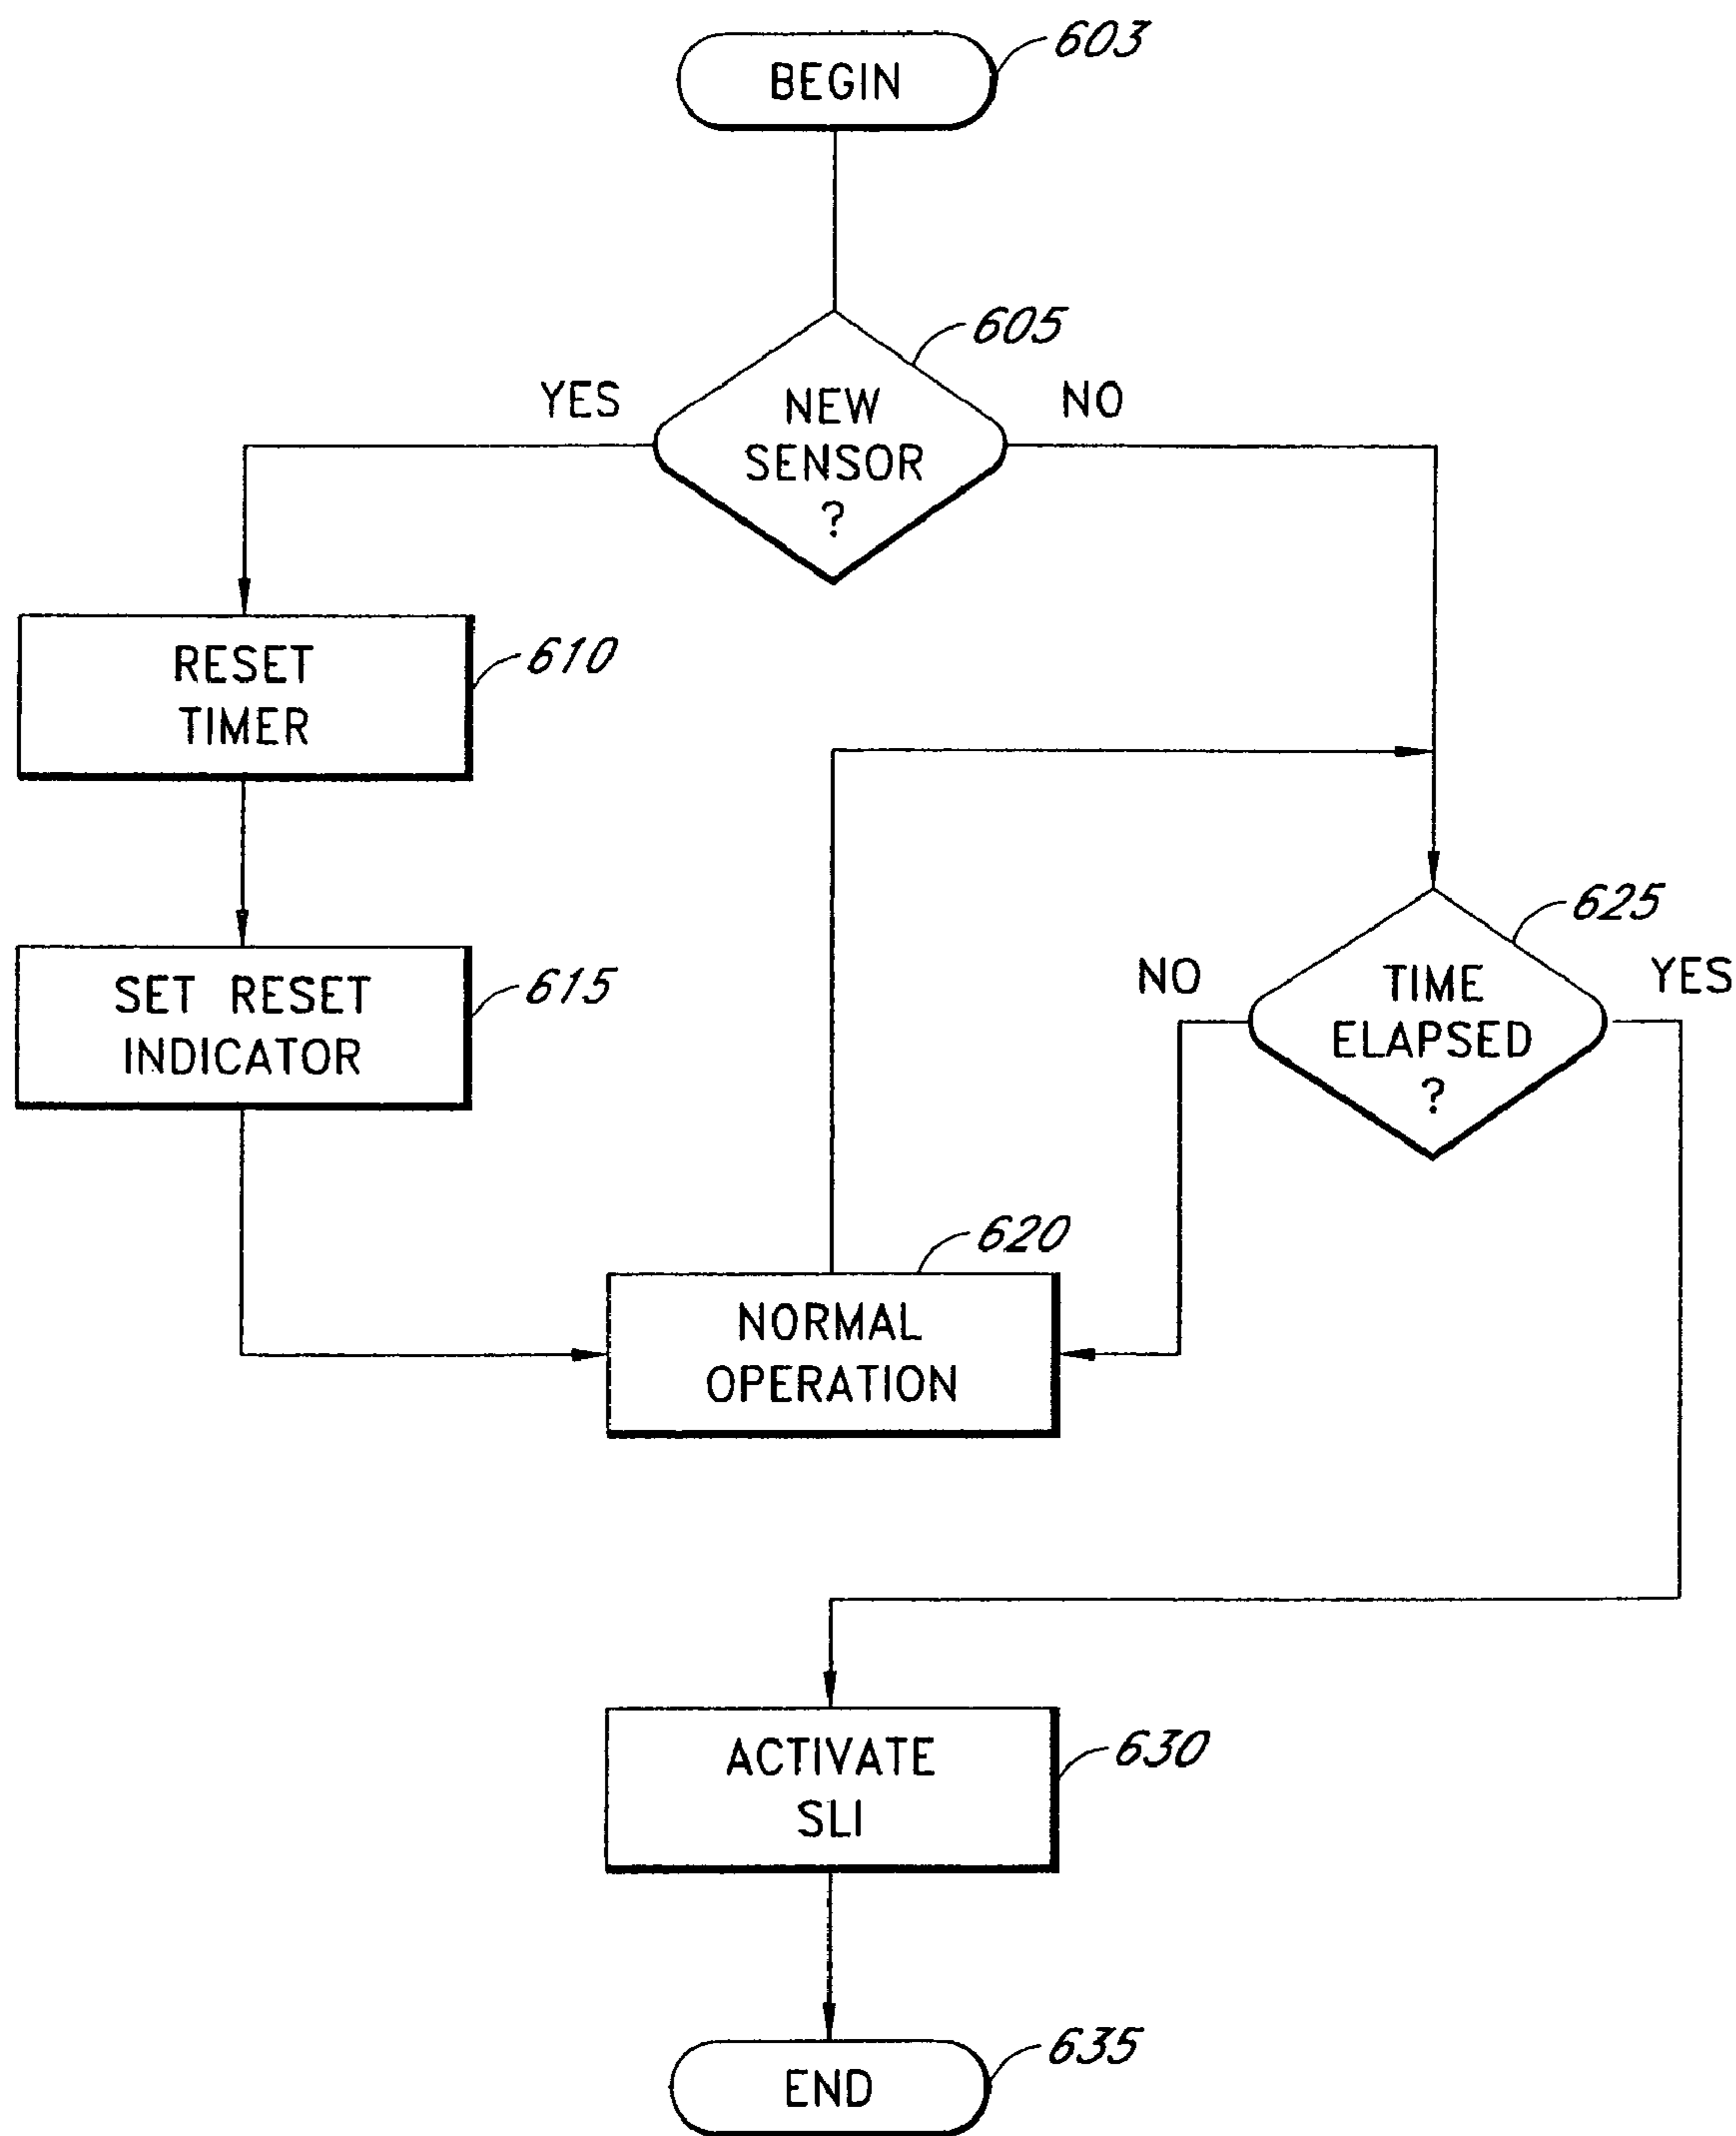 BEGIN
603
605
YES
NEW
SENSOR
?
NO
RESET
TIMER
610
SET RESET
INDICATOR
615
625
NO
TIME
ELAPSED
?
YES
620
NORMAL
OPERATION
ACTIVATE
SLI
630
END
635